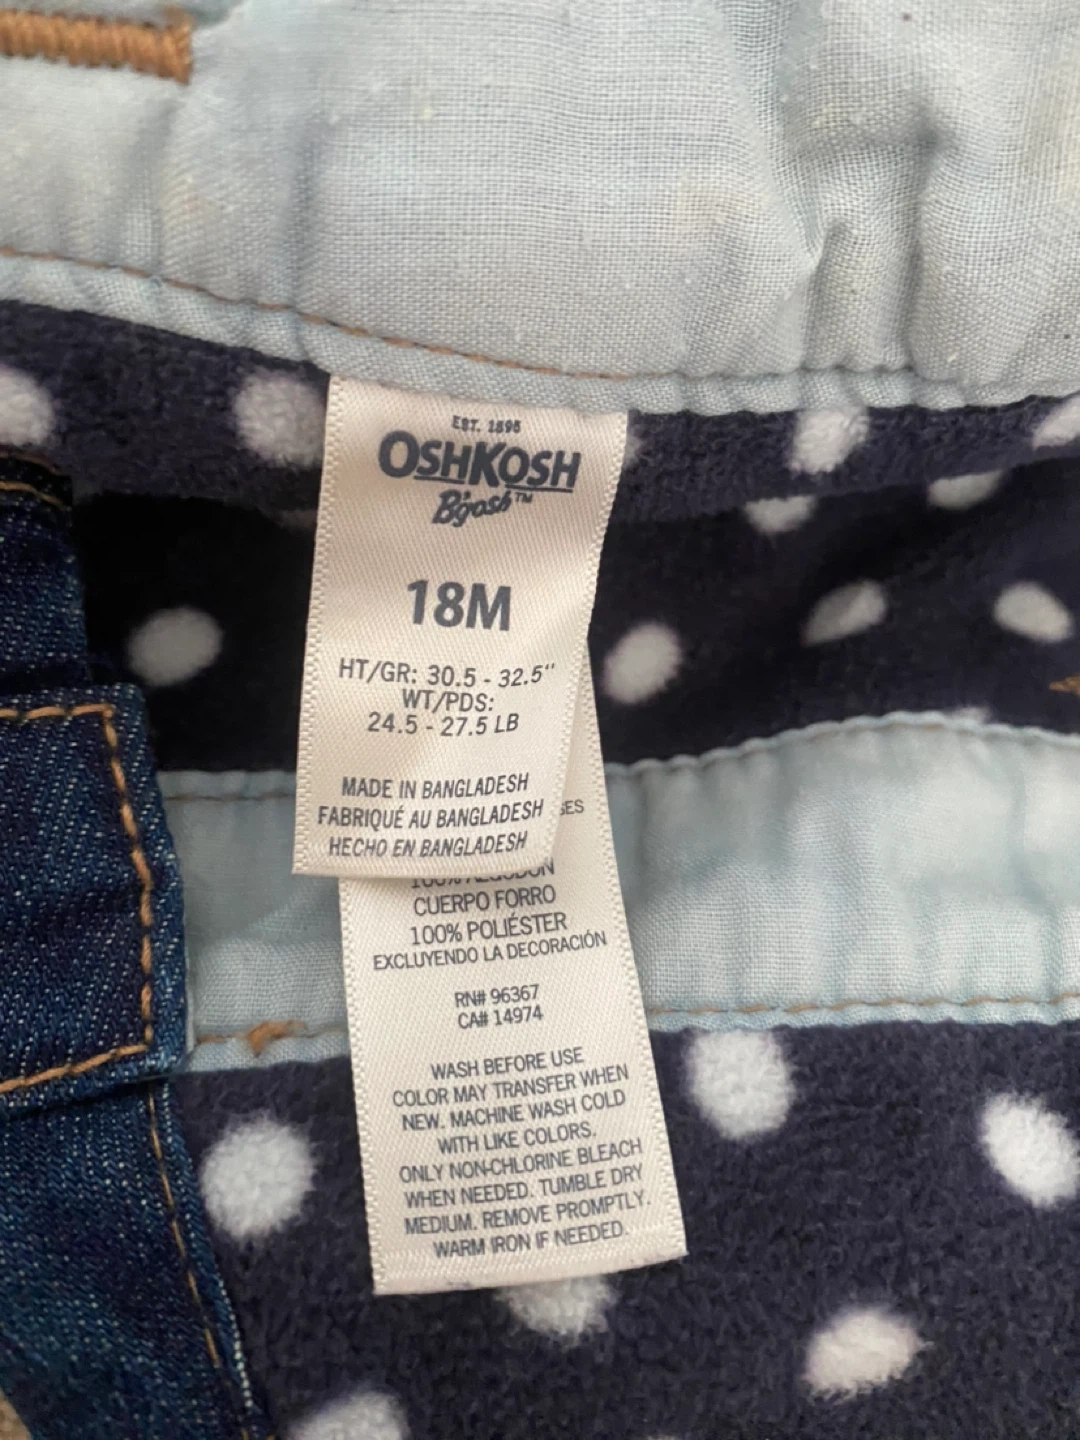 EST. 1895
OSHKOSH
B'gosh™
18M
HT/GR: 30.5 - 32.5"
WT/PDS:
24.5 - 27.5 LB
MADE IN BANGLADESH
FABRIQUÉ AU BANGLADESH
HECHO EN BANGLADESH
100% ALGODÓN
CUERPO FORRO
100% POLIÉSTER
EXCLUYENDO LA DECORACIÓN
RN# 96367
CA# 14974
WASH BEFORE USE
COLOR MAY TRANSFER WHEN
NEW. MACHINE WASH COLD
WITH LIKE COLORS.
ONLY NON-CHLORINE BLEACH
WHEN NEEDED. TUMBLE DRY
MEDIUM. REMOVE PROMPTLY.
WARM IRON IF NEEDED.